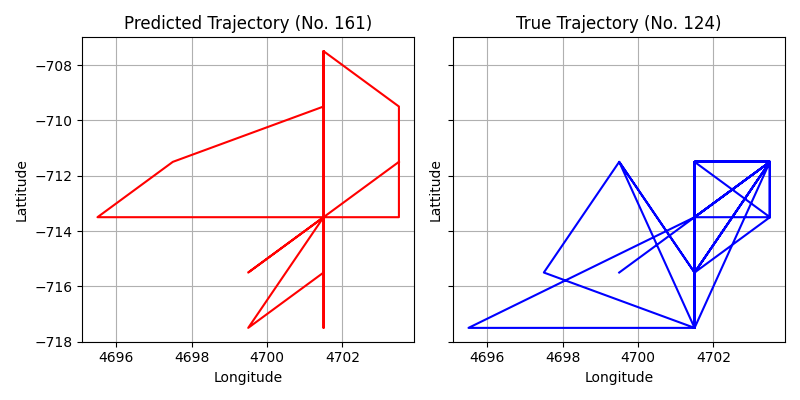 Predicted Trajectory (No. 161)
−708
−710
−712
−714
−716
−718
4696 4698 4700 4702
Longitude
Lattitude
True Trajectory (No. 124)
4696 4698 4700 4702
Longitude
Lattitude